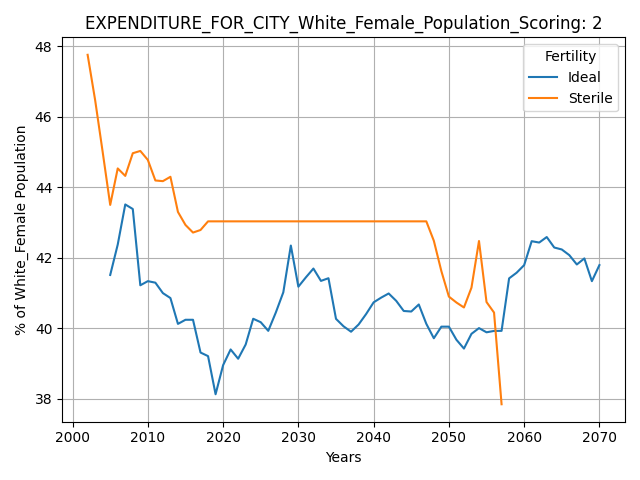 EXPENDITURE_FOR_CITY_White_Female_Population_Scoring: 2
Fertility
Ideal
Sterile
% of White_Female Population
48
46
44
42
40
38
2000 2010 2020 2030 2040 2050 2060 2070
Years